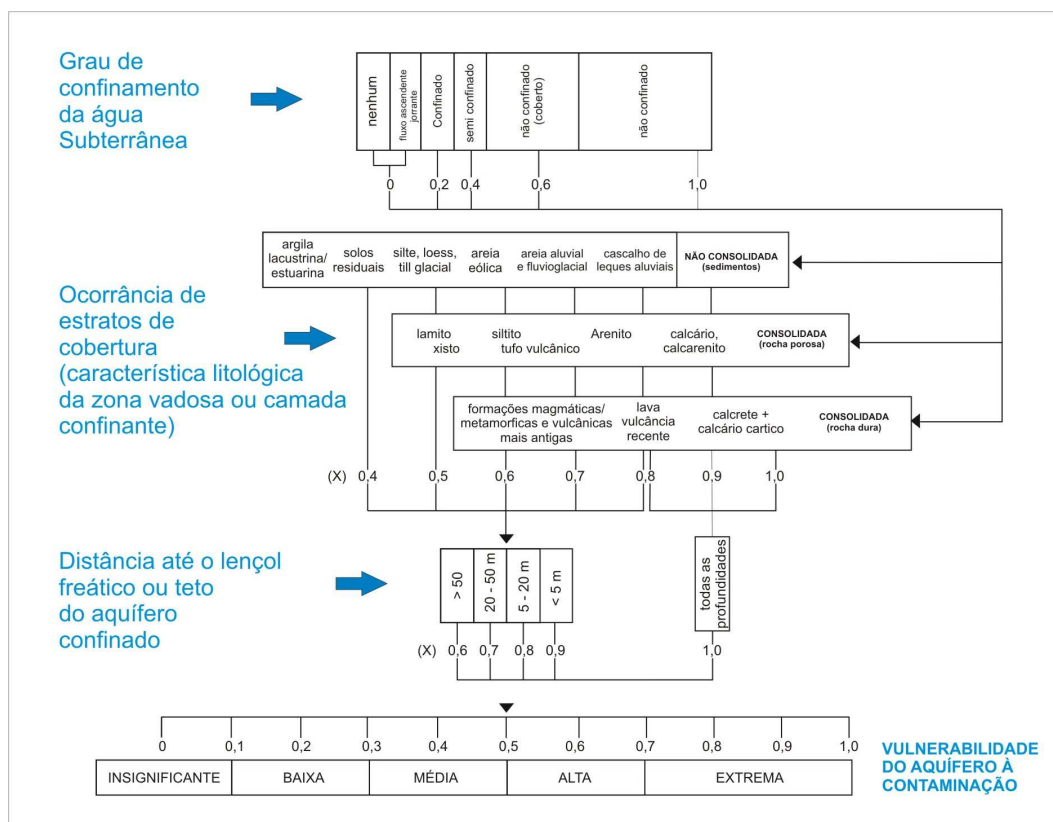 Grau de
confinamento
da água
Subterrânea
nenhum
fluxo ascendente
jorrante
Confinado
semi confinado
não confinado
(coberto)
não confinado
0
0,2
0,4
0,6
1,0
Ocorrância de
estratos de
cobertura
(característica litológica
da zona vadosa ou camada
confinante)
argila
lacustrina/
estuarina
solos
residuais
silte, loess,
till glacial
areia
eólica
areia aluvial
e fluvioglacial
cascalho de
leques aluviais
NÃO CONSOLIDADA
(sedimentos)
lamito
xisto
siltito
tufo vulcânico
Arenito
calcário,
calcarenito
CONSOLIDADA
(rocha porosa)
formações magmáticas/
metamorficas e vulcânicas
mais antigas
lava
vulcância
recente
calcrete +
calcário cartico
CONSOLIDADA
(rocha dura)
(X) 0,4 0,5 0,6 0,7 0,8 0,9 1,0
Distância até o lençol
freático ou teto
do aquífero
confinado
> 50
20 - 50 m
5 - 20 m
< 5 m
todas as
profundidades
(X) 0,6 0,7 0,8 0,9 1,0
0 0,1 0,2 0,3 0,4 0,5 0,6 0,7 0,8 0,9 1,0
INSIGNIFICANTE BAIXA MÉDIA ALTA EXTREMA
VULNERABILIDADE
DO AQUÍFERO À
CONTAMINAÇÃO